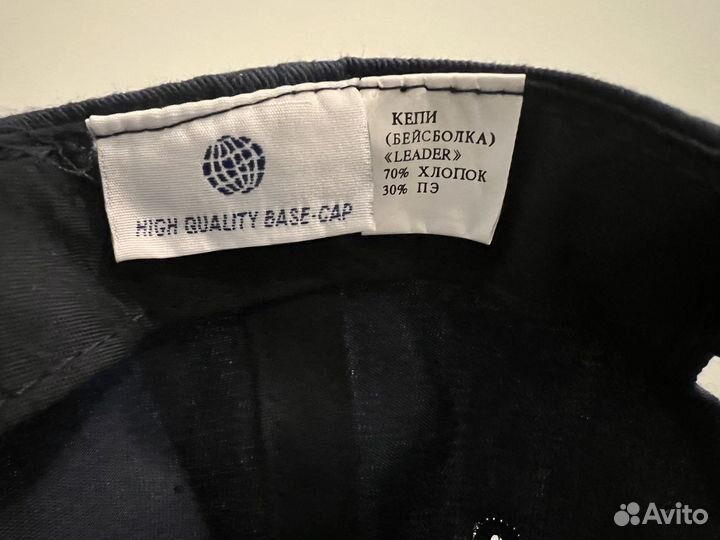 HIGH QUALITY BASE-CAP
КЕПИ
(БЕЙСБОЛКА)
《LEADER》
70% ХЛОПОК
30% ПЭ
Avito